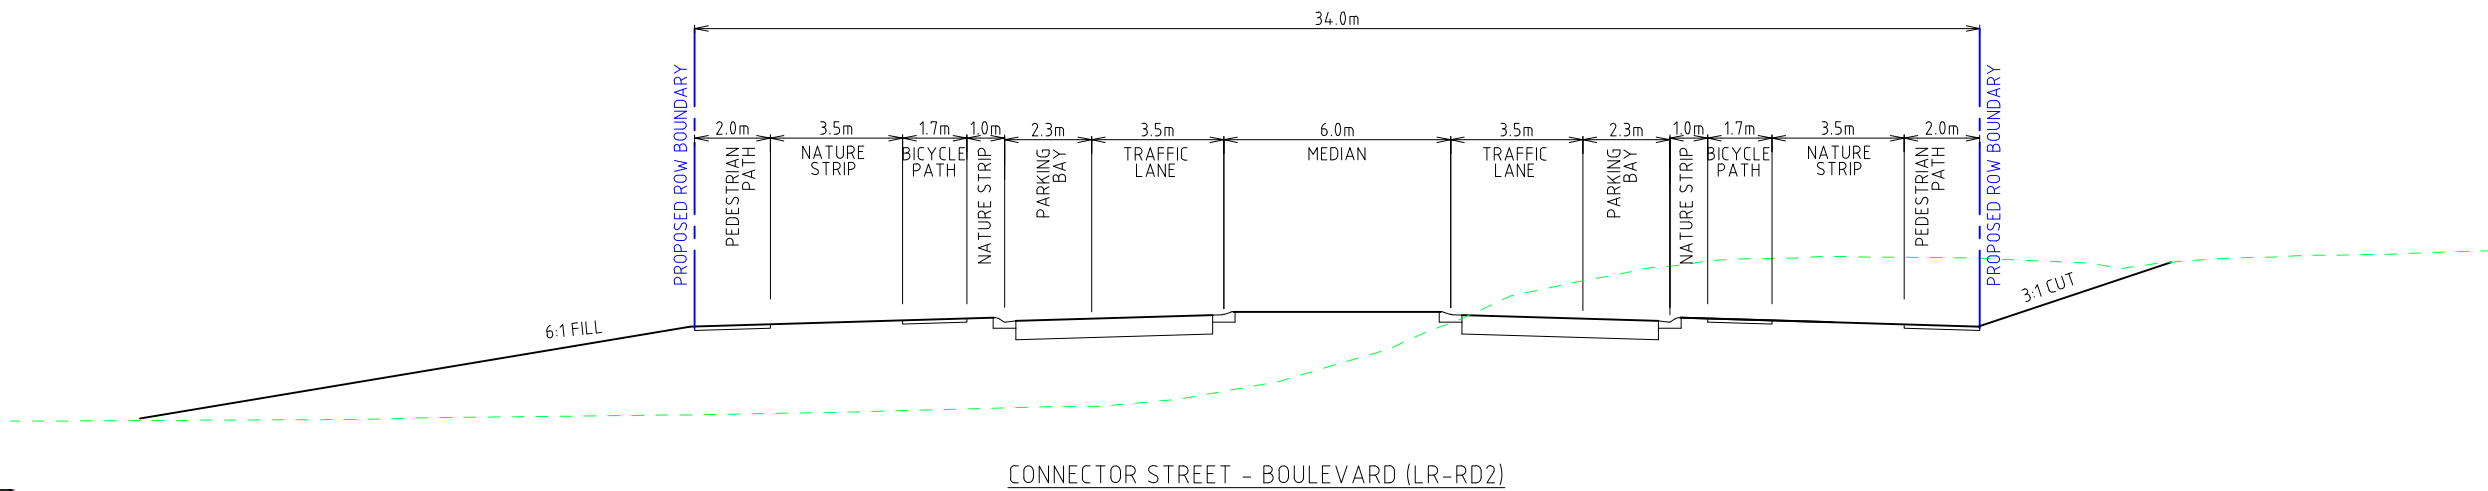 34.0m
2.0m 3.5m 1.7m 1.0m 2.3m 3.5m 6.0m 3.5m 2.3m 1.0m 1.7m 3.5m 2.0m
PROPOSED ROW BOUNDARY
PEDESTRIAN
PATH
NATURE
STRIP
BICYCLE
PATH
NATURE STRIP
PARKING
BAY
TRAFFIC
LANE
MEDIAN
TRAFFIC
LANE
PARKING
BAY
NATURE STRIP
BICYCLE
PATH
NATURE
STRIP
PEDESTRIAN
PATH
PROPOSED ROW BOUNDARY
6:1 FILL
3:1 CUT
CONNECTOR STREET - BOULEVARD (LR-RD2)